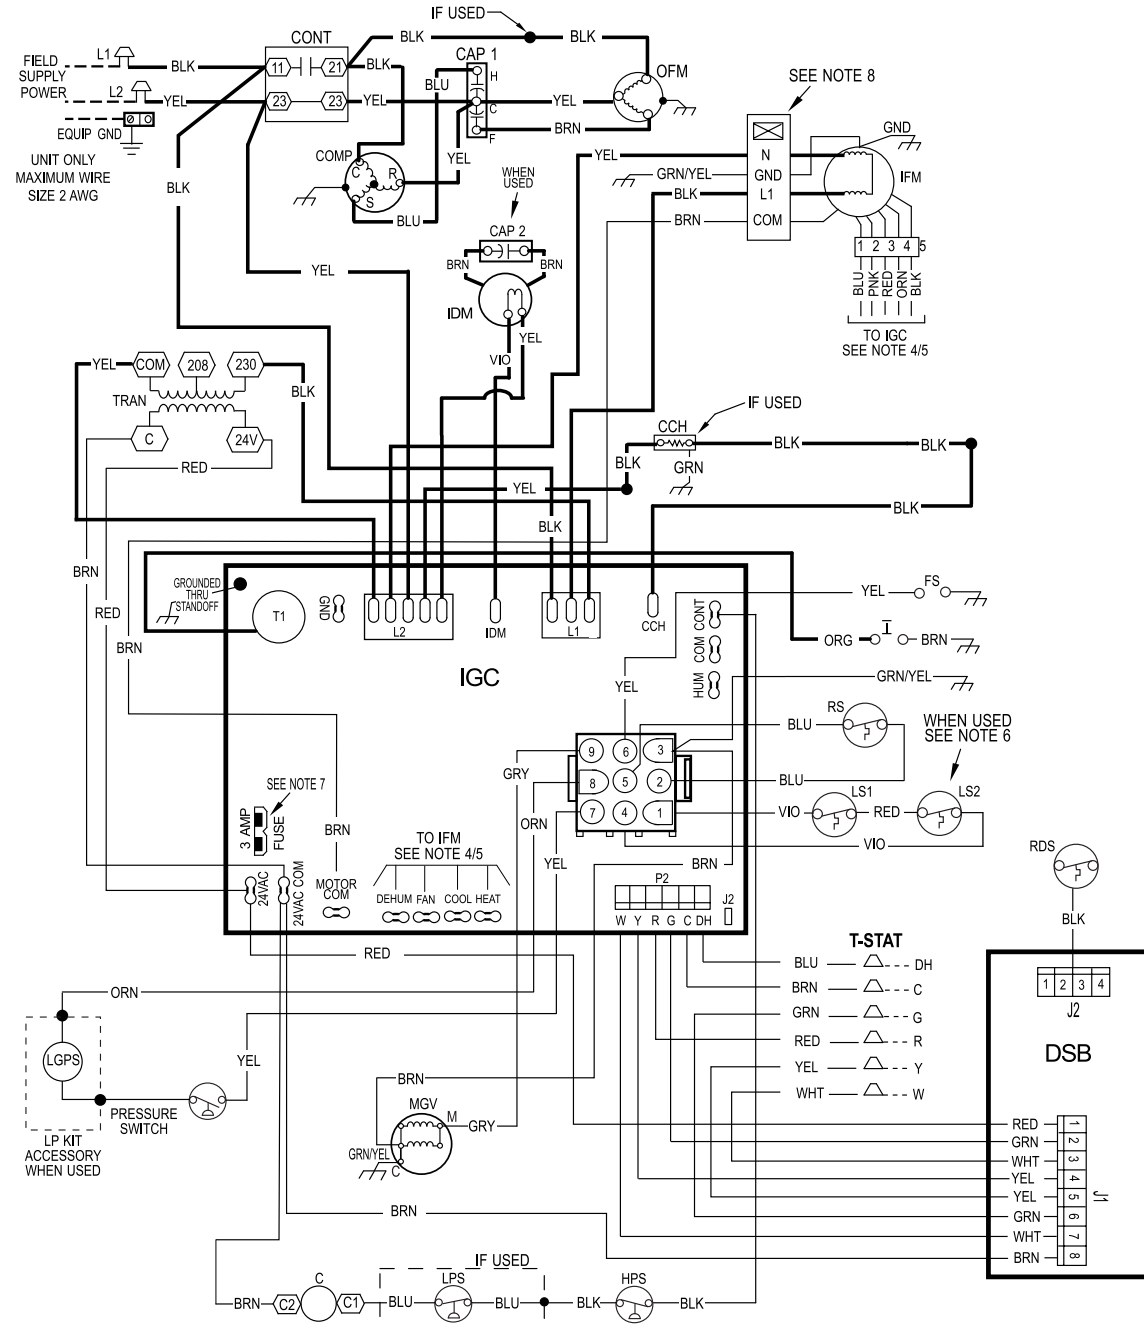 IF USED
CONT
BLK
BLK
CAP 1
FIELD
SUPPLY
POWER
L1
BLK
11
21
BLK
BLU
H
OFM
SEE NOTE 8
L2
YEL
23
23
YEL
C
YEL
EQUIP GND
F
BRN
GND
UNIT ONLY
MAXIMUM WIRE
SIZE 2 AWG
COMP
C
R
S
YEL
WHEN
USED
YEL
N
GRN/YEL
GND
IFM
BLK
BLK
L1
BLU
BRN
COM
CAP 2
1 2 3 4 5
BRN
BRN
YEL
IDM
BLU
PNK
RED
ORN
BLK
YEL
VIO
TO IGC
SEE NOTE 4/5
YEL
COM
208
230
TRAN
BLK
C
24V
RED
IF USED
CCH
BLK
BLK
BLK
GRN
YEL
BLK
BLK
BRN
GROUNDED
THRU
STANDOFF
T1
GND
L2
IDM
L1
CCH
CONT
COM
HUM
YEL
FS
RED
BRN
ORG
I
BRN
IGC
YEL
GRN/YEL
RS
BLU
WHEN USED
SEE NOTE 6
9
6
3
8
5
2
7
4
1
GRY
BLU
SEE NOTE 7
3 AMP
FUSE
ORN
LS1
LS2
VIO
RED
VIO
BRN
TO IFM
SEE NOTE 4/5
YEL
BRN
RDS
24VAC
24VAC COM
MOTOR
COM
DEHUM
FAN
COOL
HEAT
P2
J2
W Y R G C DH
BLK
RED
T-STAT
BLU
DH
ORN
BRN
C
1 2 3 4
J2
GRN
G
LGPS
YEL
RED
R
DSB
YEL
Y
BRN
WHT
W
PRESSURE
SWITCH
MGV
M
GRY
RED
1
LP KIT
ACCESSORY
WHEN USED
GRN
2
GRN/YEL
C
WHT
3
YEL
4
YEL
5
J1
BRN
GRN
6
WHT
7
BRN
8
IF USED
C
LPS
HPS
BRN
C2
C1
BLU
BLU
BLK
BLK